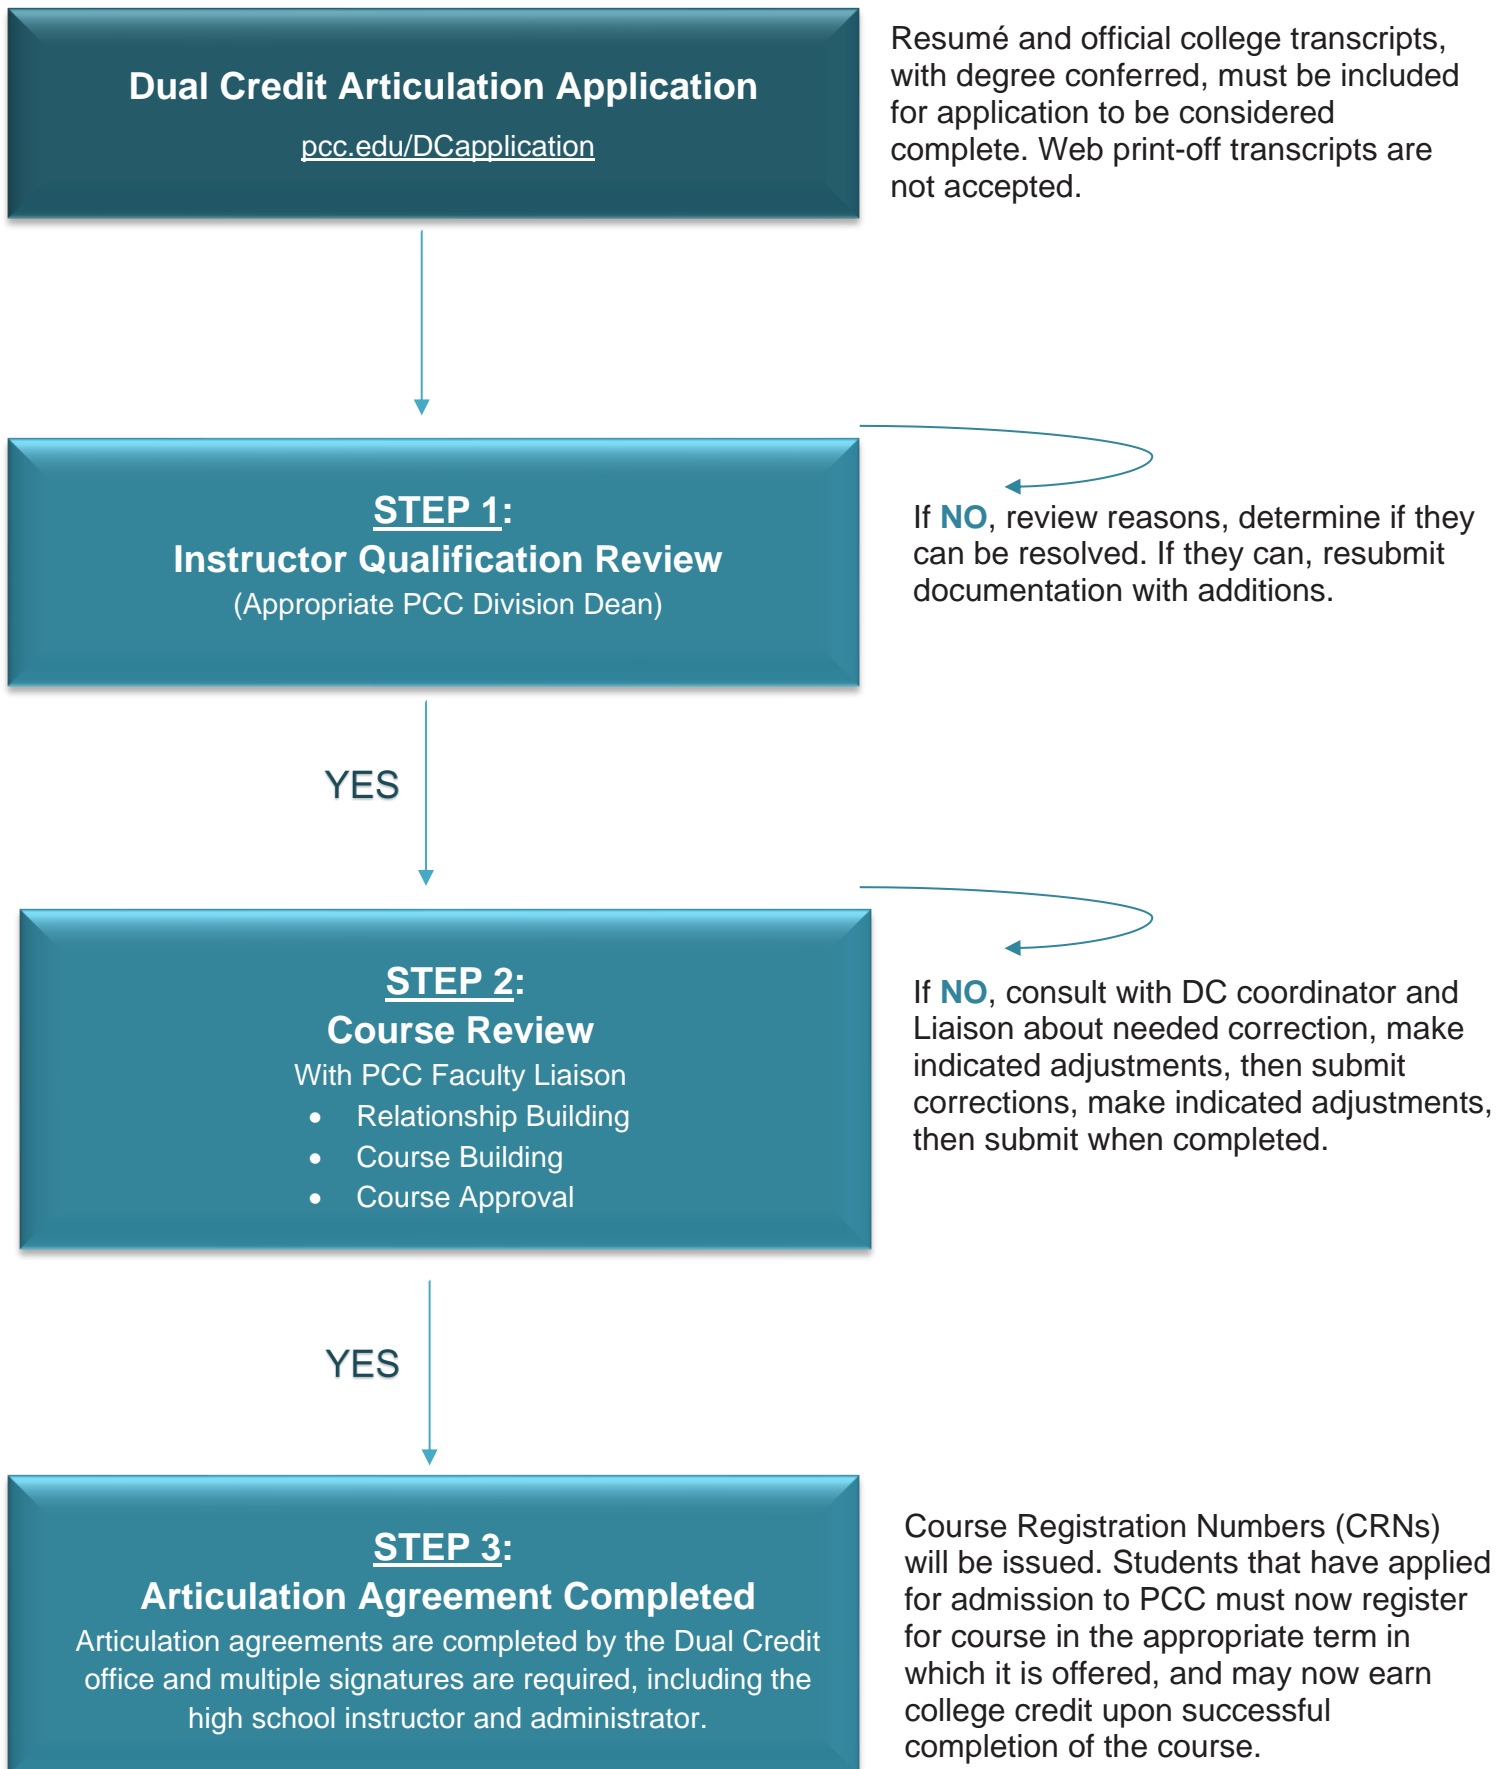 Dual Credit Articulation Application
pcc.edu/DCapplication
Resumé and official college transcripts,
with degree conferred, must be included
for application to be considered
complete. Web print-off transcripts are
not accepted.
STEP 1:
Instructor Qualification Review
(Appropriate PCC Division Dean)
If NO, review reasons, determine if they
can be resolved. If they can, resubmit
documentation with additions.
YES
STEP 2:
Course Review
With PCC Faculty Liaison
• Relationship Building
• Course Building
• Course Approval
If NO, consult with DC coordinator and
Liaison about needed correction, make
indicated adjustments, then submit
corrections, make indicated adjustments,
then submit when completed.
YES
STEP 3:
Articulation Agreement Completed
Articulation agreements are completed by the Dual Credit
office and multiple signatures are required, including the
high school instructor and administrator.
Course Registration Numbers (CRNs)
will be issued. Students that have applied
for admission to PCC must now register
for course in the appropriate term in
which it is offered, and may now earn
college credit upon successful
completion of the course.